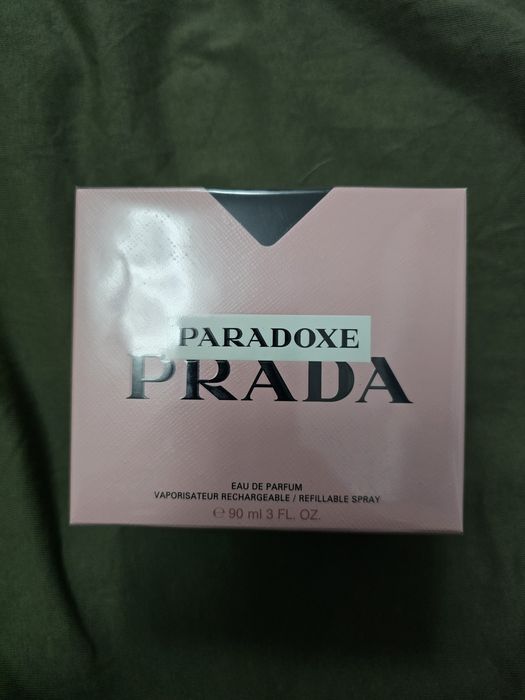 PARADOXE
PRADA
EAU DE PARFUM
VAPORISATEUR RECHARGEABLE / REFILLABLE SPRAY
℮ 90 ml 3 FL. OZ.